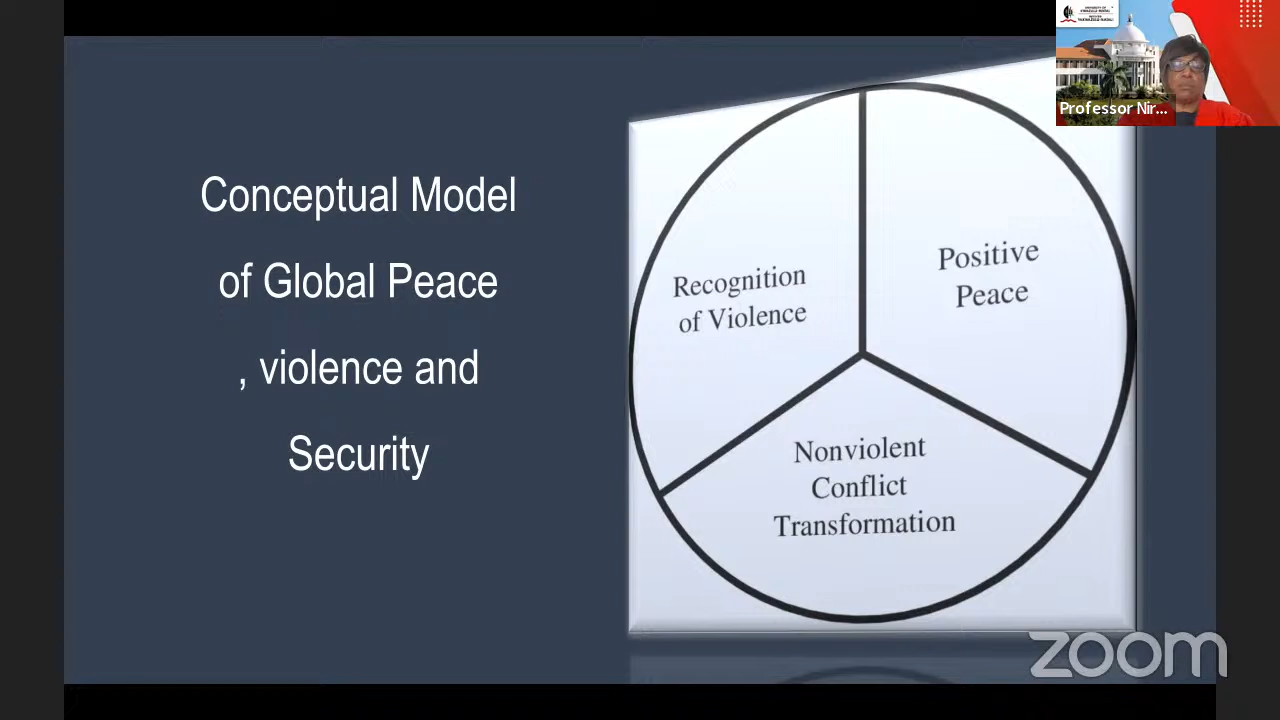 Conceptual Model
of Global Peace
, violence and
Security
Recognition
of Violence
Positive
Peace
Nonviolent
Conflict
Transformation
Professor Nir...
zoom